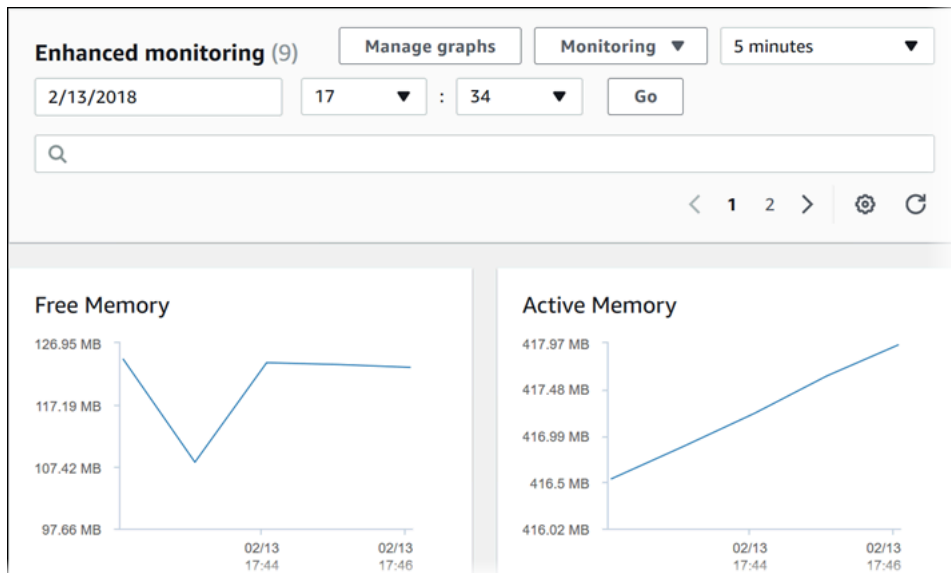 Enhanced monitoring (9) Manage graphs Monitoring 5 minutes
2/13/2018 17 : 34 Go
1 2
Free Memory
126.95 MB
117.19 MB
107.42 MB
97.66 MB
02/13 02/13
17:44 17:46
Active Memory
417.97 MB
417.48 MB
416.99 MB
416.5 MB
416.02 MB
02/13 02/13
17:44 17:46